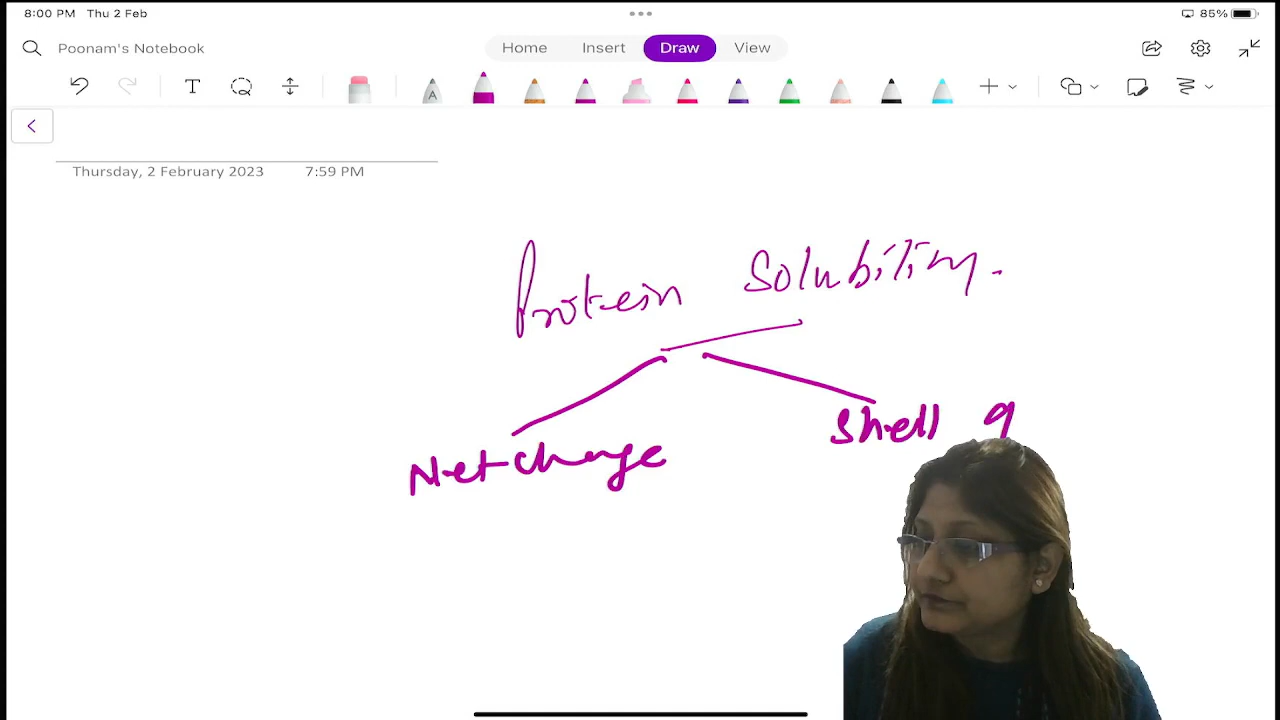 8:00 PM Thu 2 Feb
85%
Poonam's Notebook
Home Insert Draw View
T
A
Thursday, 2 February 2023 7:59 PM
Protein Solubility.
Net charge
Shell